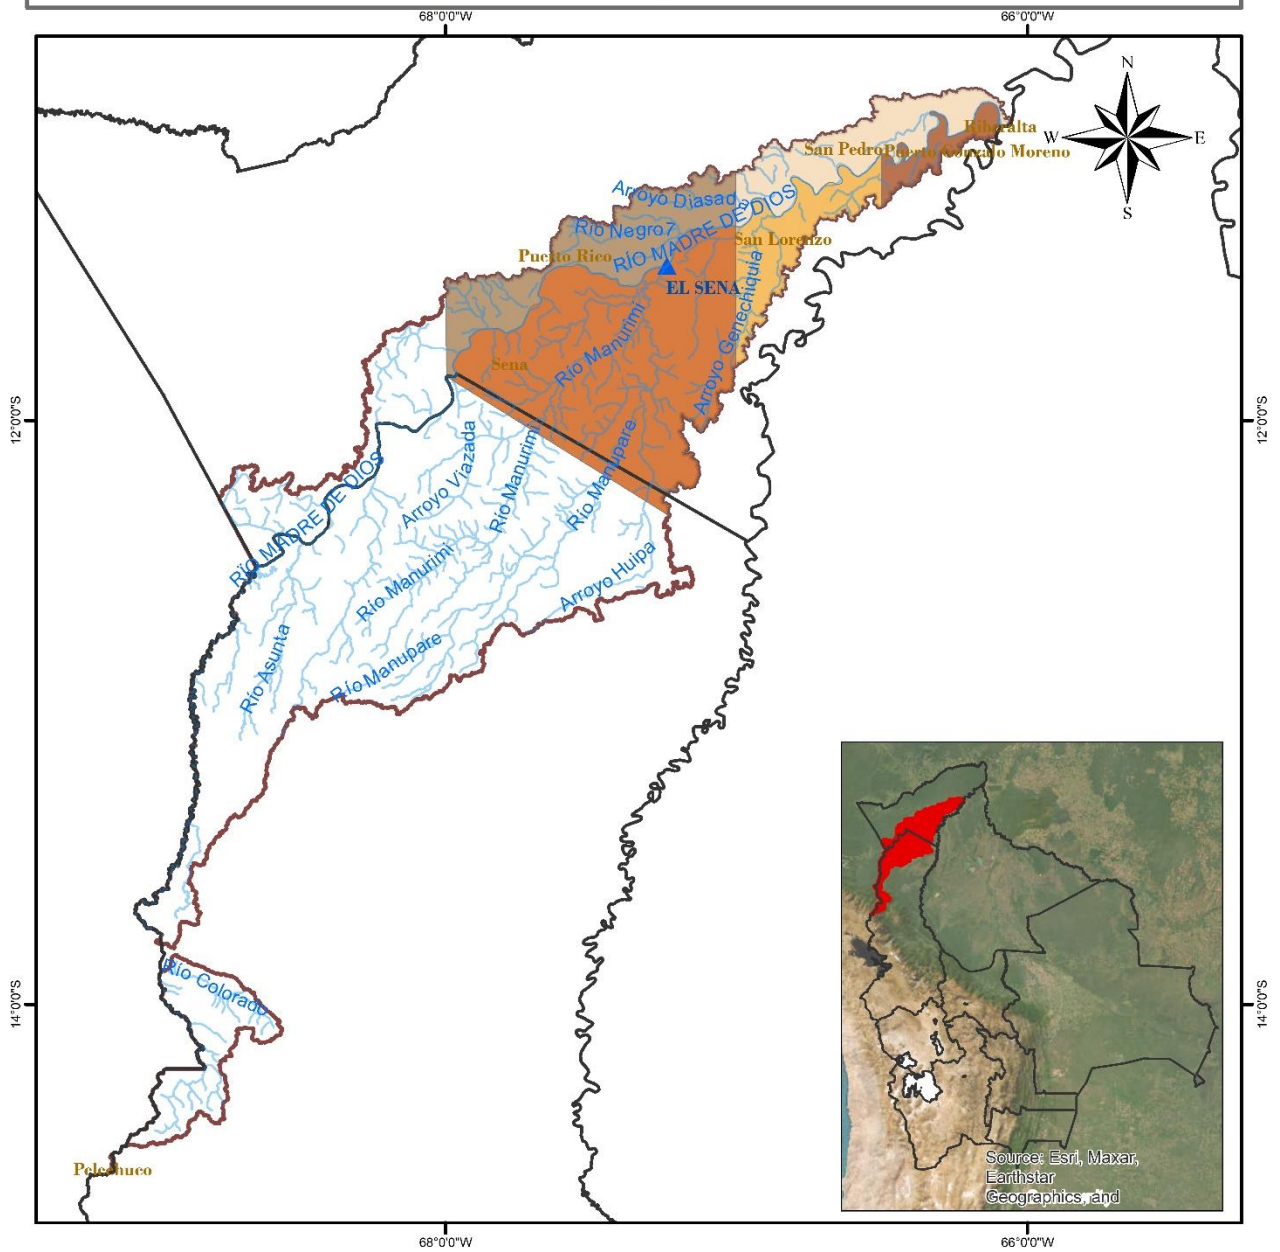 68°0'0"W
66°0'0"W
N
W
E
S
Riberalta
San Pedro
Puerto Gonzalo Moreno
Arroyo Diasada
RÍO MADRE DE DIOS
Río Negro7
San Lorenzo
Puerto Rico
EL SENA
Arroyo Genechiquia
Río Manurimi
Sena
12°0'0"S
12°0'0"S
Arroyo Viazada
Río Manurimi
Río Manupare
RÍO MADRE DE DIOS
Río Manurimi
Arroyo Huipa
Río Asunta
Río Manupare
Río Colorado
14°0'0"S
14°0'0"S
Pelechuco
Source: Esri, Maxar,
Earthstar
Geographics, and
68°0'0"W
66°0'0"W